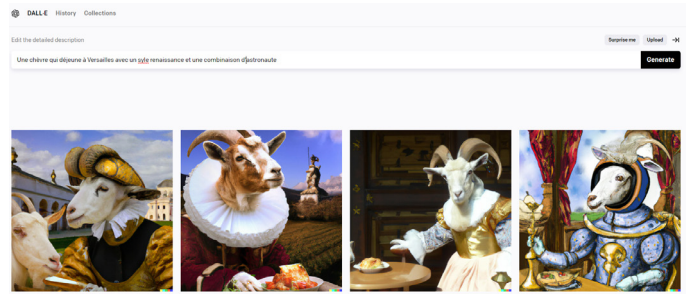 DALL·E History Collections
Edit the detailed description Surprise me Upload
Une chèvre qui déjeune à Versailles avec un syle renaissance et une combinaison d'astronaute Generate